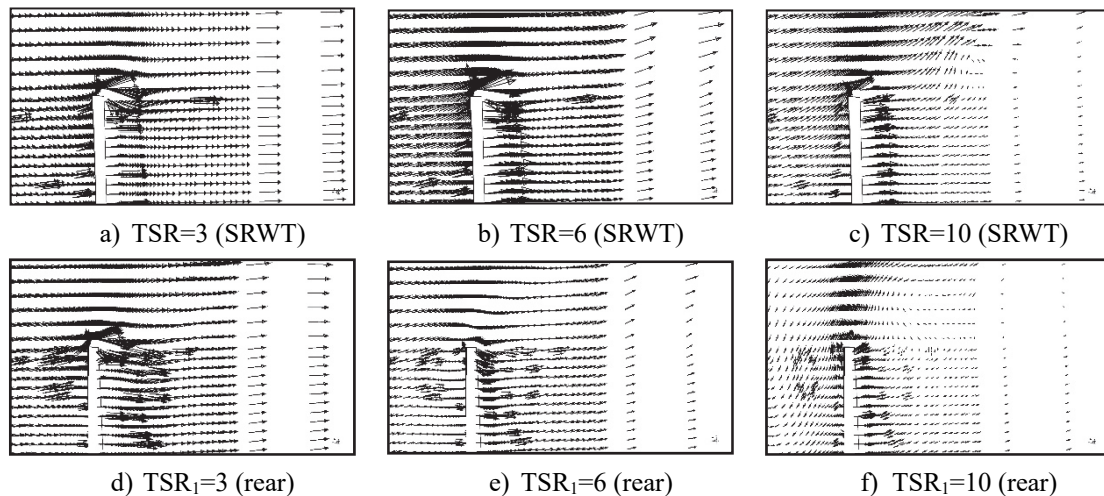 a) TSR=3 (SRWT)
b) TSR=6 (SRWT)
c) TSR=10 (SRWT)
d) TSR₁=3 (rear)
e) TSR₁=6 (rear)
f) TSR₁=10 (rear)